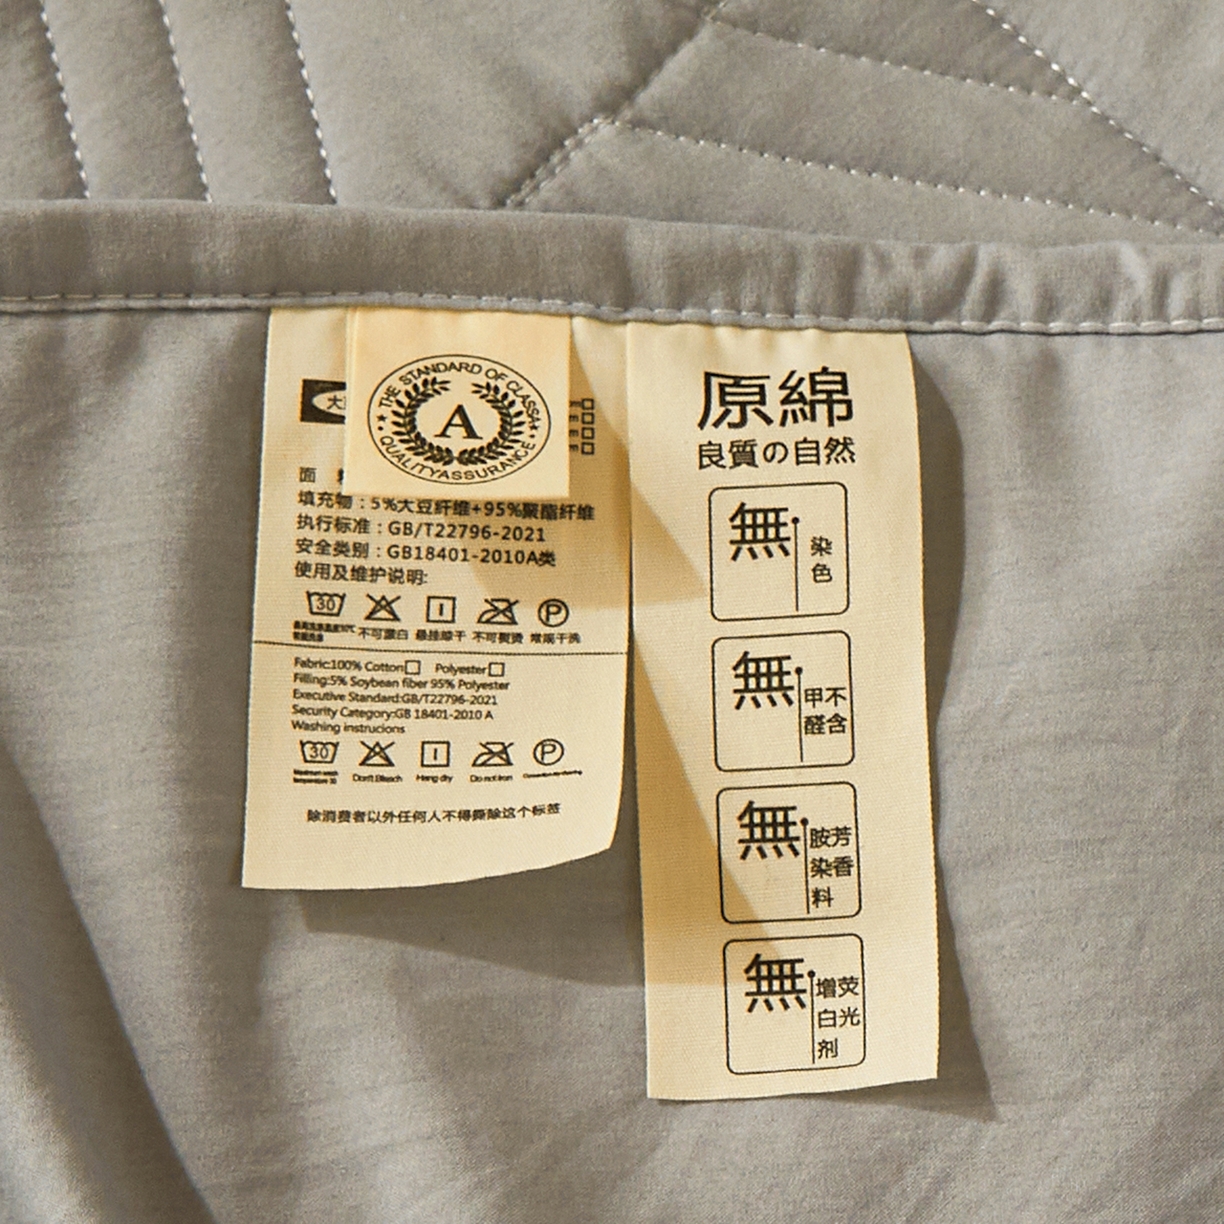 THE STANDARD OF CLASSA
A
QUALITYASSURANCE
大
面
填充物：5%大豆纤维+95%聚酯纤维
执行标准：GB/T22796-2021
安全类别：GB18401-2010A类
使用及维护说明:
30
P
不可漂白 悬挂晾干 不可熨烫 常规干洗
Fabric:100% Cotton Polyester
Filling:5% Soybean fiber 95% Polyester
Executive Standard:GB/T22796-2021
Security Category:GB 18401-2010 A
Washing instrucions
30
P
Maximum wash
temperature 30
Don't Bleach Hang dry Do not iron
除消费者以外任何人不得撕除这个标签
原綿
良質の自然
無
染
色
無
甲不
醛含
無
胺芳
染香
料
無
增荧
白光
剂